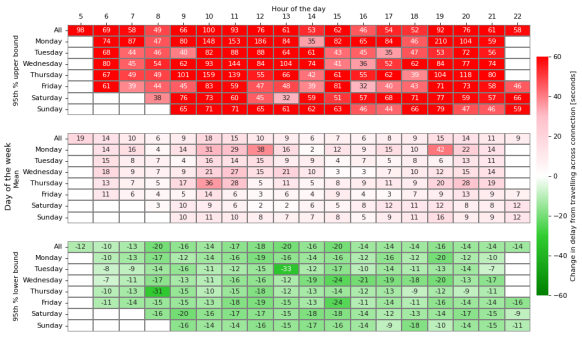 Hour of the day
5 6 7 8 9 10 11 12 13 14 15 16 17 18 19 20 21 22
All 98 69 58 49 66 100 93 76 61 53 62 46 54 52 92 76 61 58
Monday 74 87 47 80 148 153 186 84 35 82 65 84 46 210 104 59
Tuesday 68 44 46 40 82 88 88 64 61 43 45 35 47 53 72 56
Wednesday 80 45 54 62 93 144 84 104 74 41 36 52 62 84 77 74
Thursday 67 49 49 101 159 139 55 66 42 61 55 62 39 104 118 80
Friday 61 39 44 45 83 59 47 48 39 81 32 40 43 71 73 58 46
Saturday 38 76 73 60 45 32 59 51 57 68 71 77 59 57 66
Sunday 65 71 71 65 61 62 63 46 44 66 79 47 46 59
95th % upper bound
All 19 14 10 6 9 18 15 10 9 6 7 6 8 9 15 14 11 9
Monday 14 16 4 14 31 29 38 16 2 12 9 15 10 42 22 14
Tuesday 15 8 7 4 16 14 15 9 9 4 7 5 8 6 13 11
Wednesday 18 9 7 9 21 27 15 21 10 3 3 7 10 12 15 14
Thursday 13 7 5 17 36 28 5 11 5 8 9 11 9 20 28 19
Friday 11 6 4 5 14 6 3 6 4 9 4 3 7 9 13 9 7
Saturday 3 10 9 6 2 2 6 5 8 12 11 12 8 8 12
Sunday 10 11 10 8 7 7 8 5 9 12 16 9 9 12
Mean
Day of the week
All -12 -10 -13 -20 -16 -14 -17 -18 -20 -15 -20 -14 -14 -16 -14 -14 -14 -14
Monday -10 -13 -17 -12 -14 -16 -19 -14 -16 -19 -14 -16 -12 -20 -12 -10
Tuesday -8 -9 -14 -16 -11 -12 -15 -33 -12 -17 -10 -14 -11 -14 -7
Wednesday -7 -11 -17 -13 -11 -16 -16 -12 -19 -24 -21 -19 -20 -13 -17
Thursday -10 -8 -31 -15 -10 -15 -18 -12 -13 -14 -12 -13 -9 -12 -9 -11
Friday -11 -14 -15 -15 -13 -18 -19 -13 -15 -24 -11 -14 -15 -13 -14 -14 -16
Saturday -16 -20 -16 -17 -17 -15 -18 -18 -14 -12 -14 -17 -15 -9
Sunday -16 -14 -14 -16 -15 -17 -16 -14 -9 -18 -10 -14 -15 -11
95th % lower bound
60
40
20
0
−20
−40
−60
Change in delay from travelling across connection [seconds]